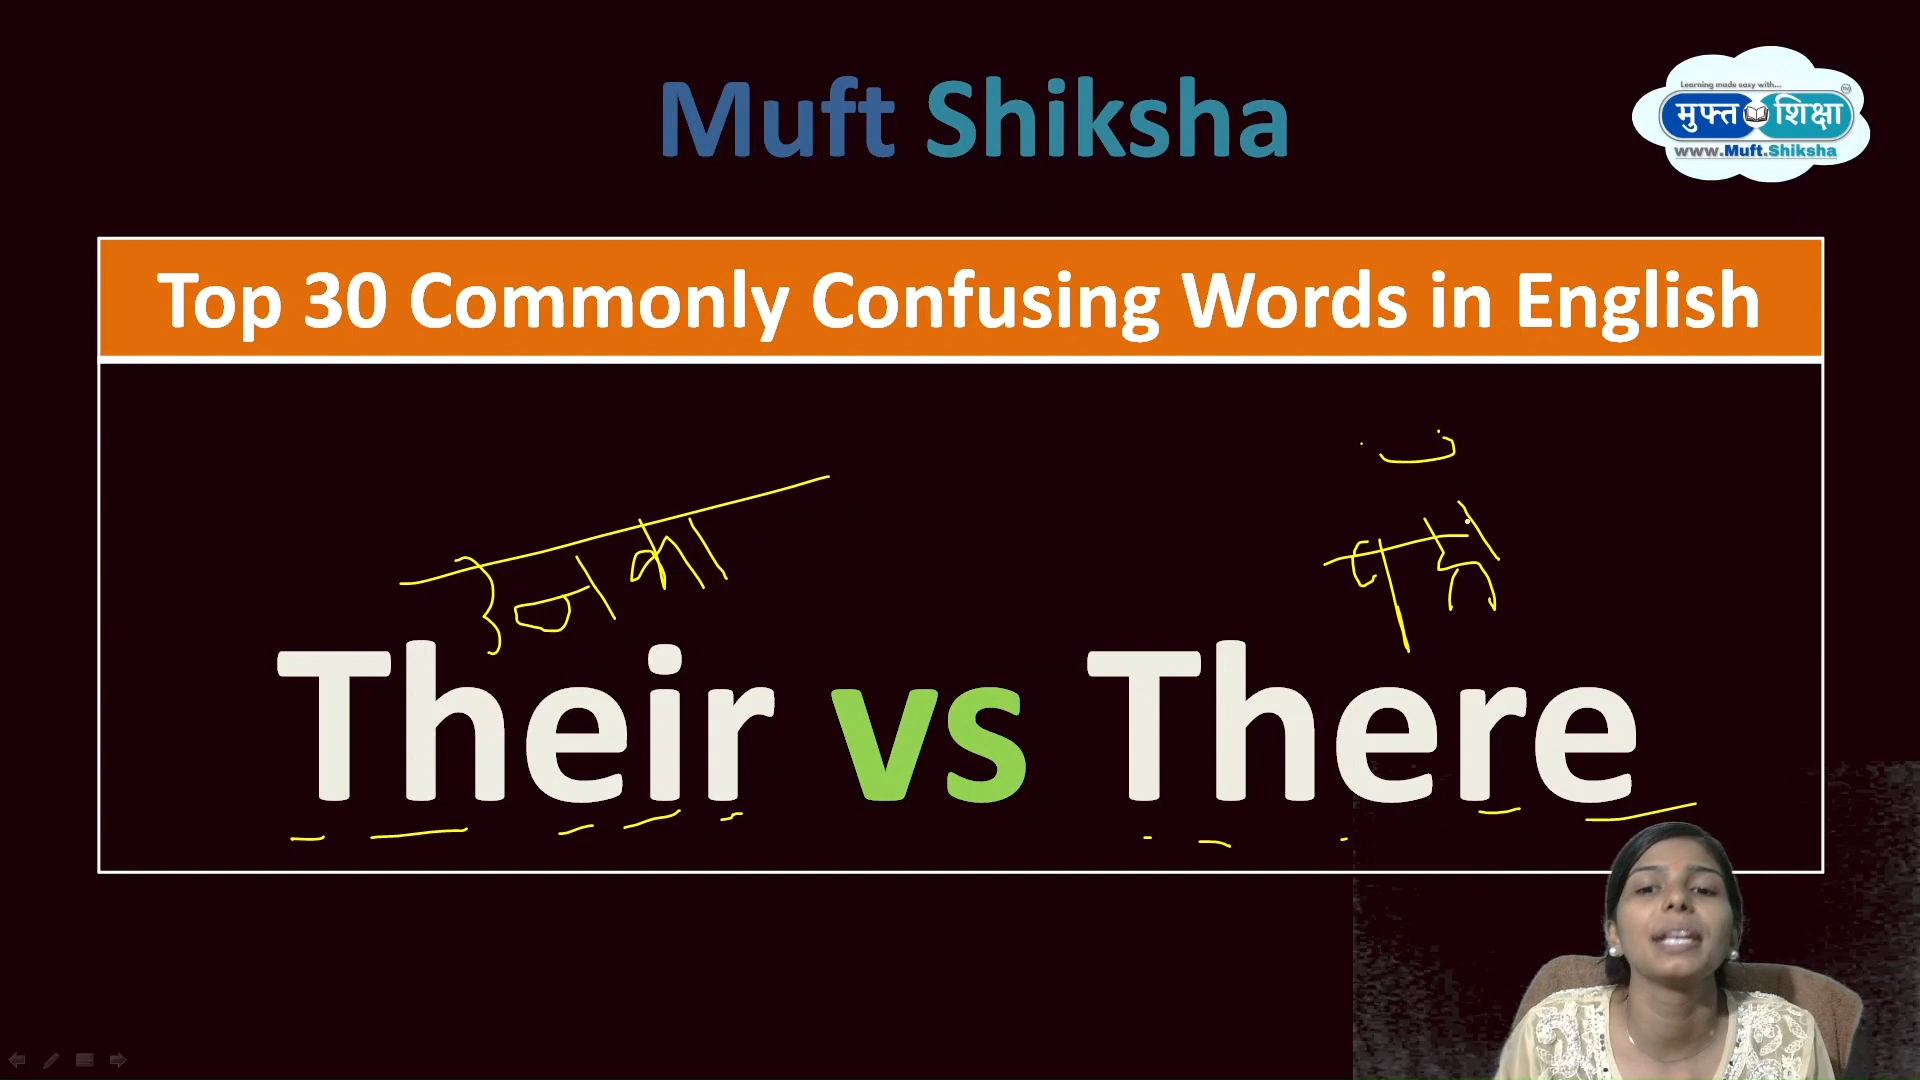 Muft Shiksha
Learning made easy with...
मुफ्त शिक्षा
www.Muft.Shiksha
Top 30 Commonly Confusing Words in English
उनका
Their vs There